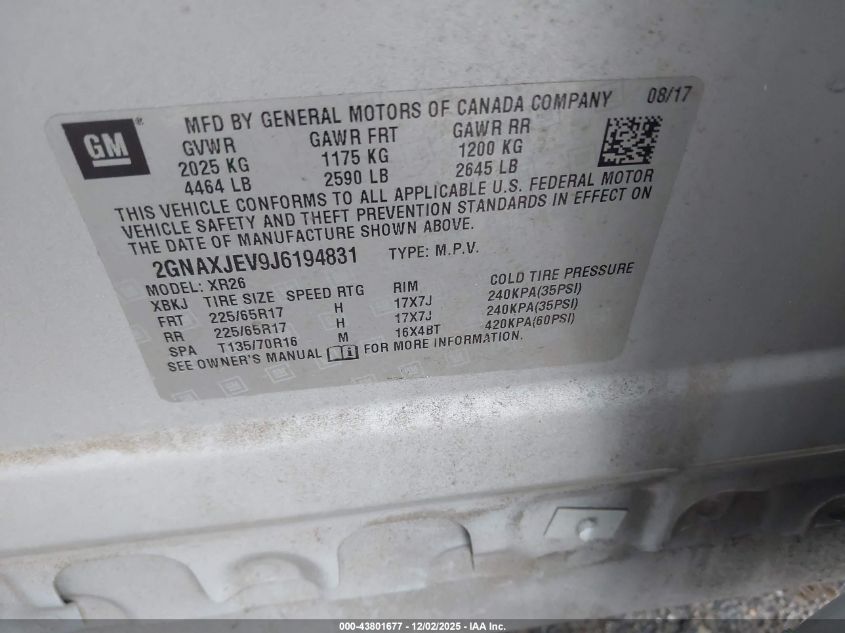 GM ®
MFD BY GENERAL MOTORS OF CANADA COMPANY 08/17
GVWR GAWR FRT GAWR RR
2025 KG 1175 KG 1200 KG
4464 LB 2590 LB 2645 LB
THIS VEHICLE CONFORMS TO ALL APPLICABLE U.S. FEDERAL MOTOR
VEHICLE SAFETY AND THEFT PREVENTION STANDARDS IN EFFECT ON
THE DATE OF MANUFACTURE SHOWN ABOVE.
2GNAXJEV9J6194831 TYPE: M.P.V.
MODEL: XR26
XBKJ TIRE SIZE SPEED RTG RIM COLD TIRE PRESSURE
FRT 225/65R17 H 17X7J 240KPA(35PSI)
RR 225/65R17 H 17X7J 240KPA(35PSI)
SPA T135/70R16 M 16X4BT 420KPA(60PSI)
SEE OWNER'S MANUAL FOR MORE INFORMATION.
000-43801677 - 12/02/2025 - IAA Inc.